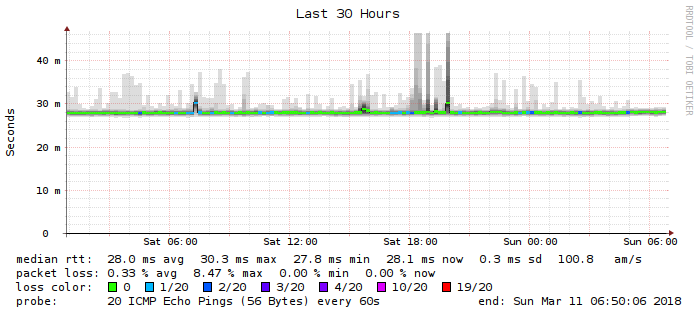 Last 30 Hours
RRDTOOL / TOBI OETIKER
Seconds
40 m
30 m
20 m
10 m
0
Sat 06:00 Sat 12:00 Sat 18:00 Sun 00:00 Sun 06:00
median rtt: 28.0 ms avg 30.3 ms max 27.8 ms min 28.1 ms now 0.3 ms sd 100.8 am/s
packet loss: 0.33 % avg 8.47 % max 0.00 % min 0.00 % now
loss color: 0 1/20 2/20 3/20 4/20 10/20 19/20
probe: 20 ICMP Echo Pings (56 Bytes) every 60s end: Sun Mar 11 06:50:06 2018